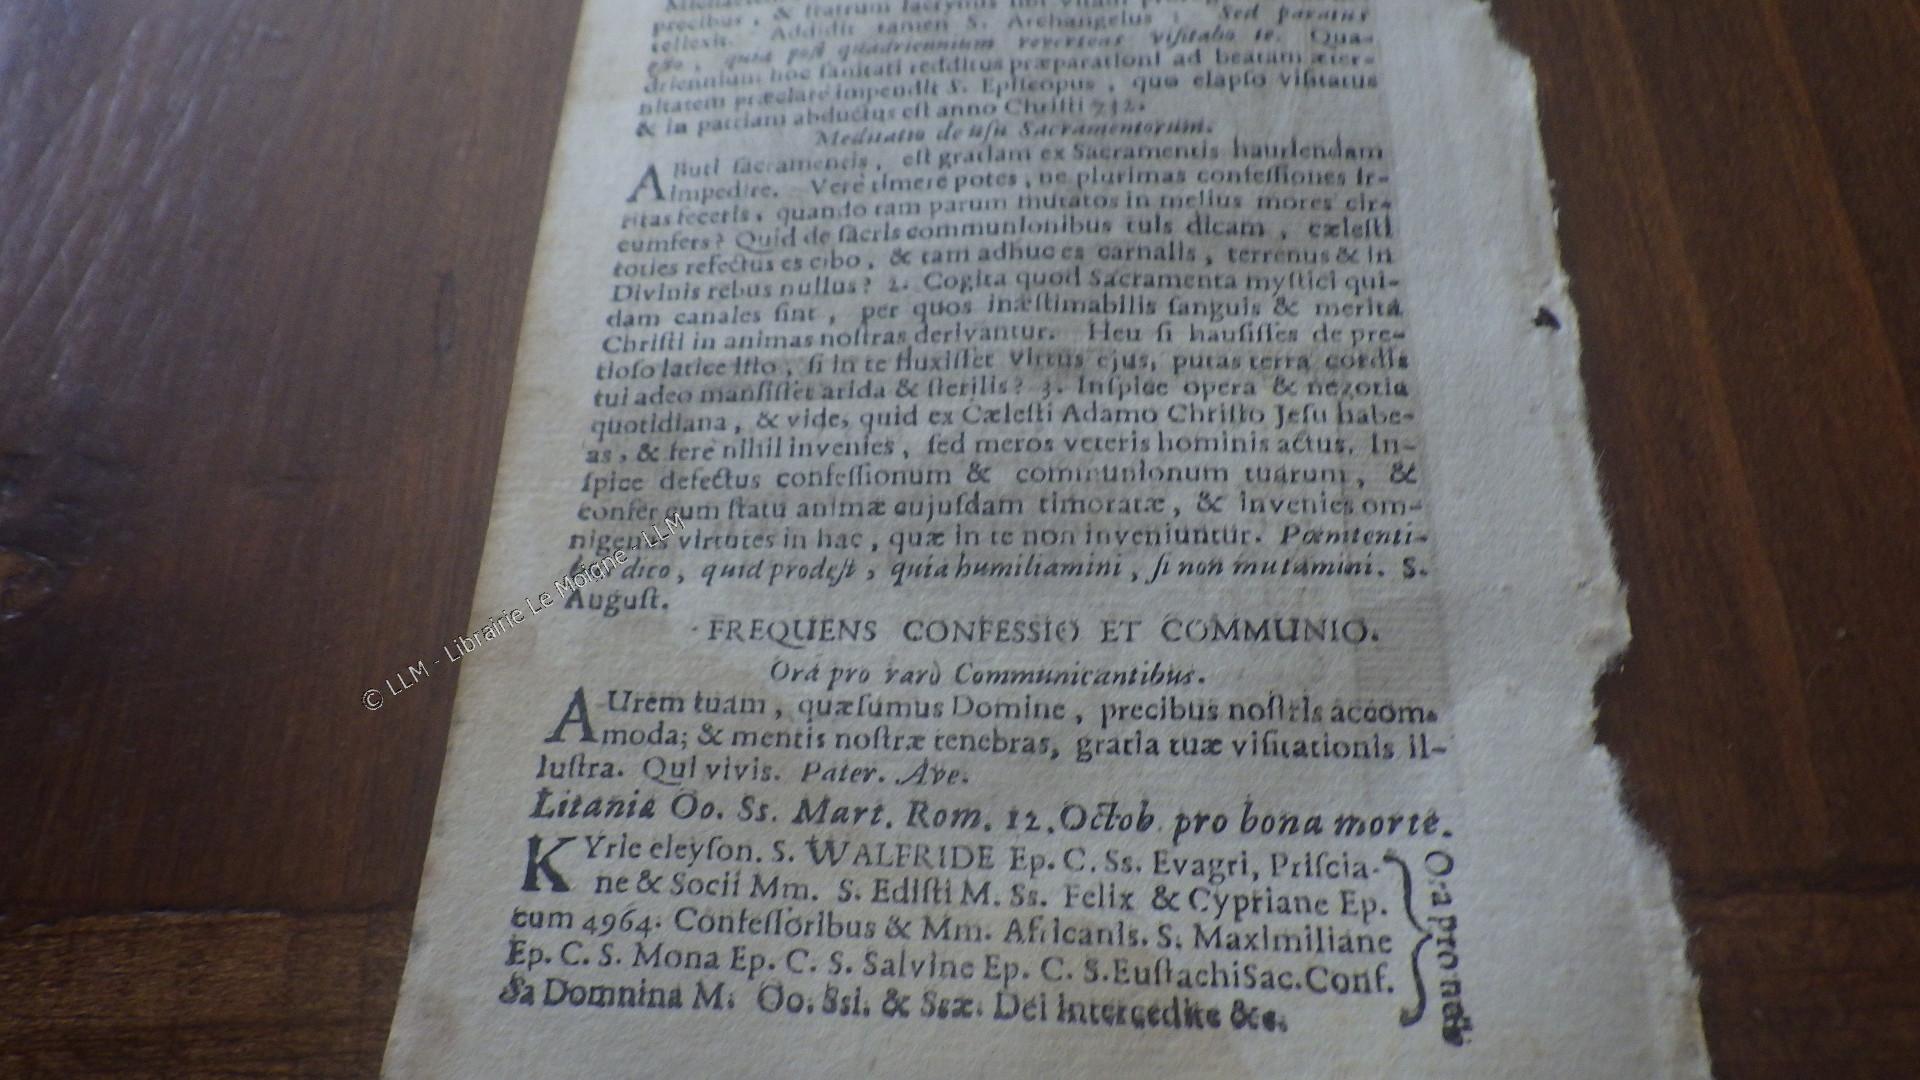 precibus, & fratrum lacrymis tibi vitam
tellexit. Addidit tamen S. Archangelus: Sed paratus
esto, quia post quadriennium revertens visitabo te. Qua-
driennium hoc sanitati redditus præparationi ad beatam æter-
nitatem præclare impendit S. Episcopus, quo elapso visitatus
& in patriam abductus est anno Christi 732.
Meditatio de usu Sacramentorum.
AButi sacramentis, est gratiam ex Sacramentis hauriendam
impedire. Vere timere potes, ne plurimas confeſſiones ir-
ritas feceris, quando tam parum mutatos in melius mores cir-
cumfers? Quid de ſacris communionibus tuis dicam, cæleſti
toties refectus es cibo, & tam adhuc es carnalis, terrenus & in
Divinis rebus nullus? 2. Cogita quod Sacramenta myſtici qui-
dam canales ſint, per quos inæſtimabilis ſanguis & merita
Chriſti in animas noſtras derivantur. Heu ſi hauſiſſes de pre-
tioſo latice iſto, ſi in te fluxiſſet virtus ejus, putas terra cordis
tui adeo manſiſſet arida & ſterilis? 3. Inſpice opera & negotia
quotidiana, & vide, quid ex Cæleſti Adamo Chriſto Jeſu habe-
as, & fere nihil invenies, ſed meros veteris hominis actus. In-
ſpice defectus confeſſionum & communionum tuarum, &
confer cum ſtatu animæ cujuſdam timoratæ, & invenies om-
nigenas virtutes in hac, quæ in te non inveniuntur. Pœnitenti-
dico, quid prodeſt, quia humiliamini, ſi non mutamini. S.
Auguſt.
FREQUENS CONFESSIO ET COMMUNIO.
Ora pro rarò Communicantibus.
AUrem tuam, quæſumus Domine, precibus noſtris accom-
moda; & mentis noſtræ tenebras, gratia tuæ viſitationis il-
luſtra. Qui vivis. Pater. Ave.
Litaniæ Oo. Ss. Mart. Rom. 12. Octob. pro bona morte.
KYrie eleyſon. S. WALFRIDE Ep. C. Ss. Evagri, Priſcia-
ne & Socii Mm. S. Ediſti M. Ss. Felix & Cypriane Ep.
cum 4964. Confeſſoribus & Mm. Africanis. S. Maximiliane
Ep. C. S. Mona Ep. C. S. Salvine Ep. C. S. Euſtachi Sac. Conf.
Sa Domnina M. Oo. Ssi. & Ssæ. Dei intercedite &c.
Ora pro nobis
© LLM - Librairie Le Moigne - LLM